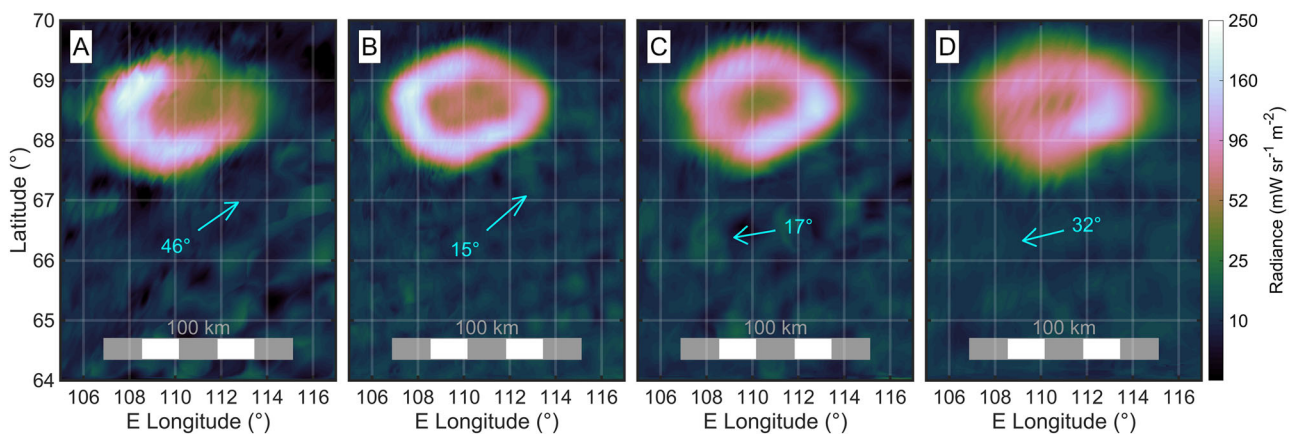 A
B
C
D
70
69
68
67
66
65
64
Latitude (°)
46°
15°
17°
32°
100 km
100 km
100 km
100 km
106 108 110 112 114 116
106 108 110 112 114 116
106 108 110 112 114 116
106 108 110 112 114 116
E Longitude (°)
E Longitude (°)
E Longitude (°)
E Longitude (°)
250
160
96
52
25
10
Radiance (mW sr⁻¹ m⁻²)